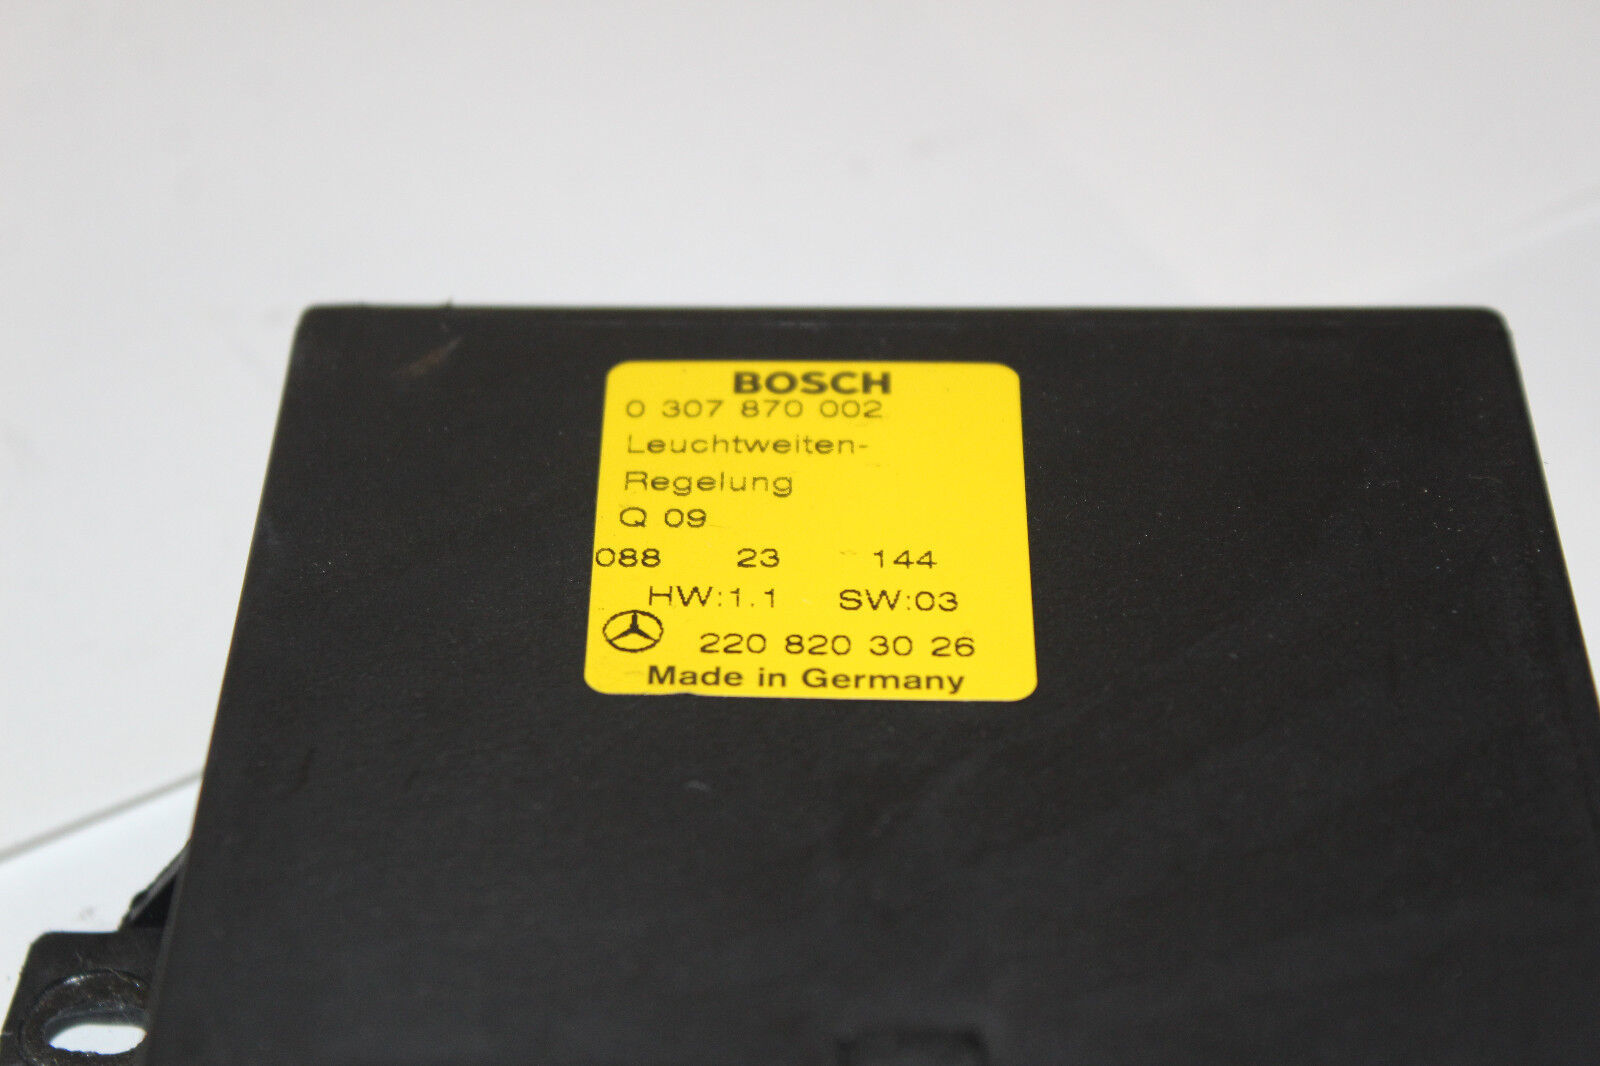 BOSCH
0 307 870 002
Leuchtweiten-
Regelung
Q 09
088 23 144
HW:1.1 SW:03
220 820 30 26
Made in Germany